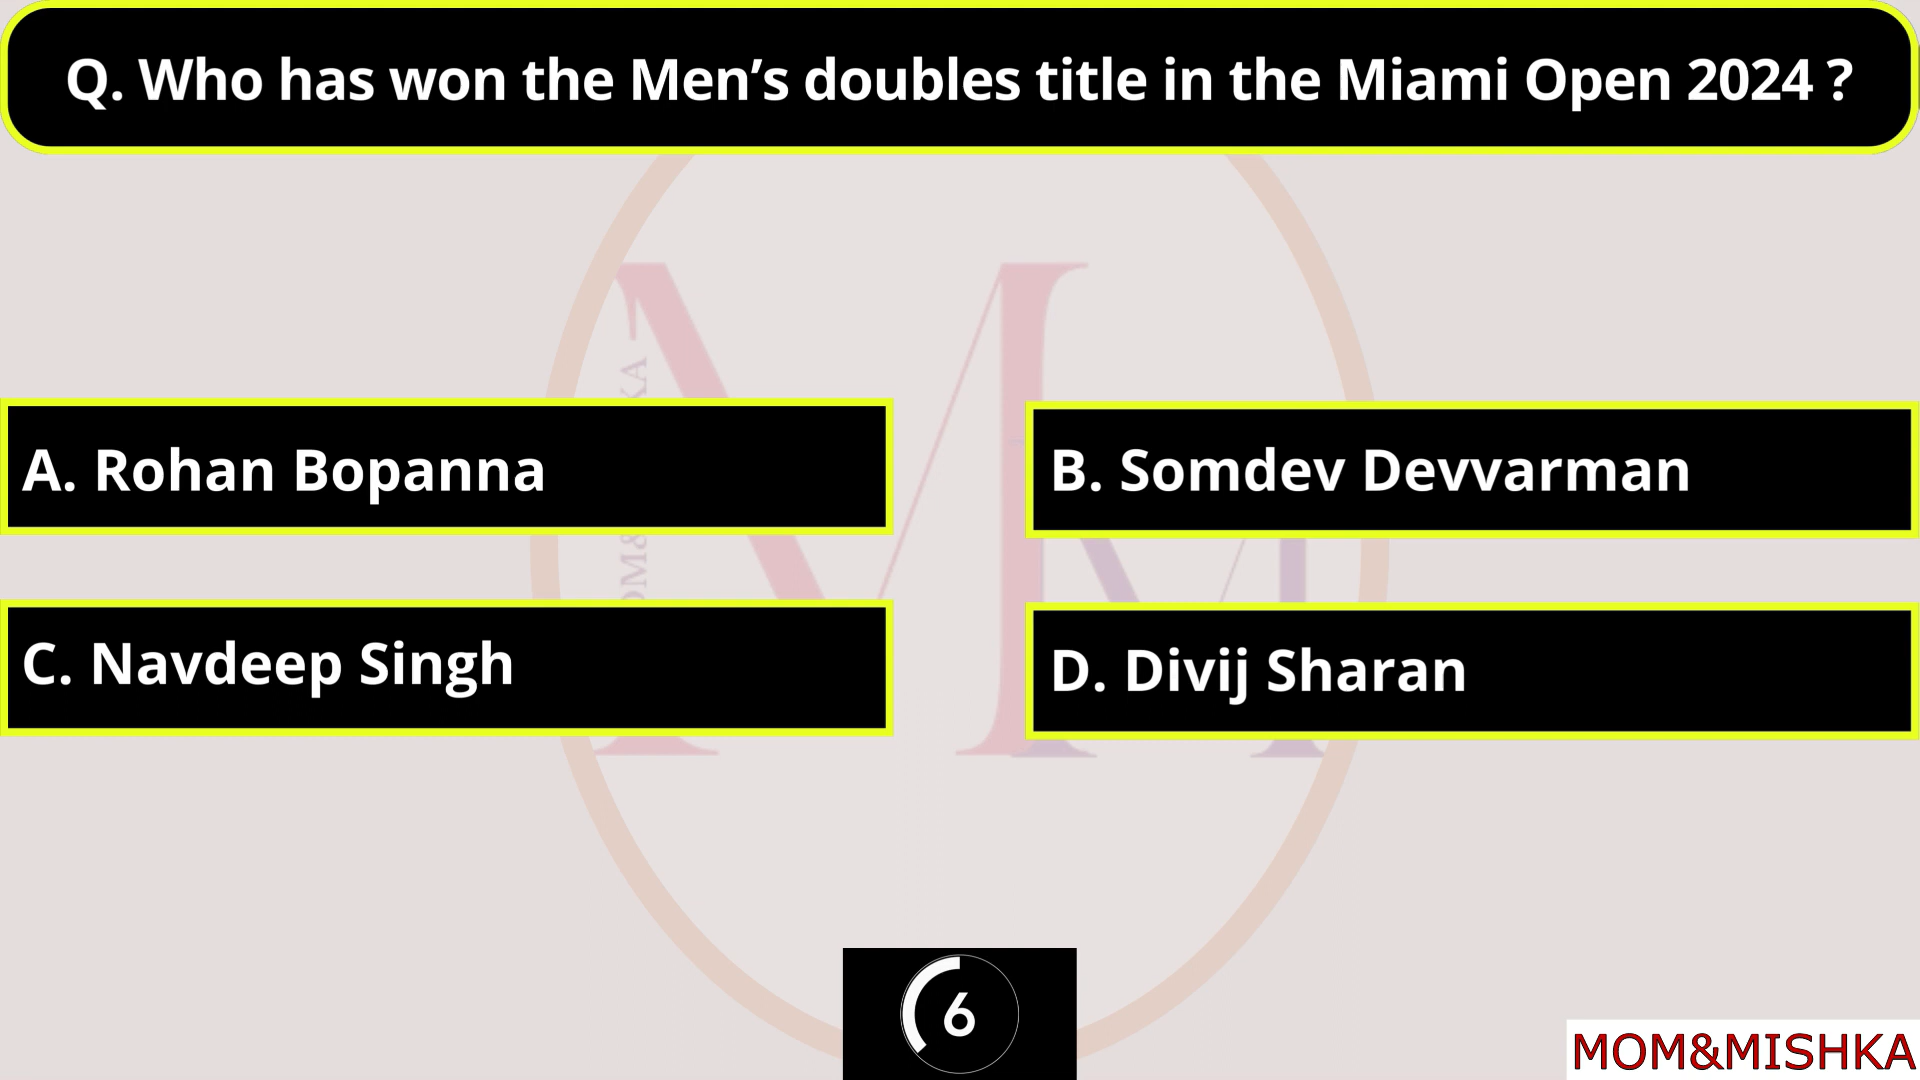 Q. Who has won the Men’s doubles title in the Miami Open 2024 ?
A. Rohan Bopanna
B. Somdev Devvarman
C. Navdeep Singh
D. Divij Sharan
6
MOM&MISHKA